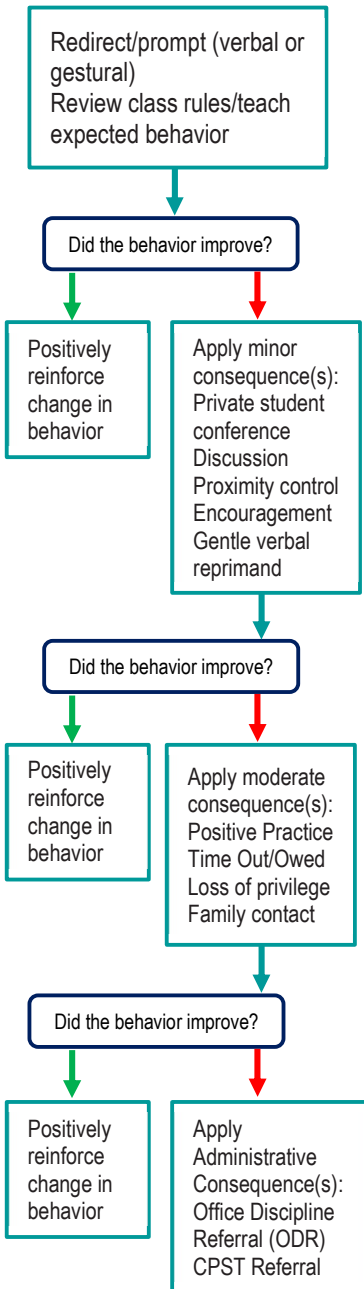 Redirect/prompt (verbal or
gestural)
Review class rules/teach
expected behavior
Did the behavior improve?
Positively
reinforce
change in
behavior
Apply minor
consequence(s):
Private student
conference
Discussion
Proximity control
Encouragement
Gentle verbal
reprimand
Did the behavior improve?
Positively
reinforce
change in
behavior
Apply moderate
consequence(s):
Positive Practice
Time Out/Owed
Loss of privilege
Family contact
Did the behavior improve?
Positively
reinforce
change in
behavior
Apply
Administrative
Consequence(s):
Office Discipline
Referral (ODR)
CPST Referral